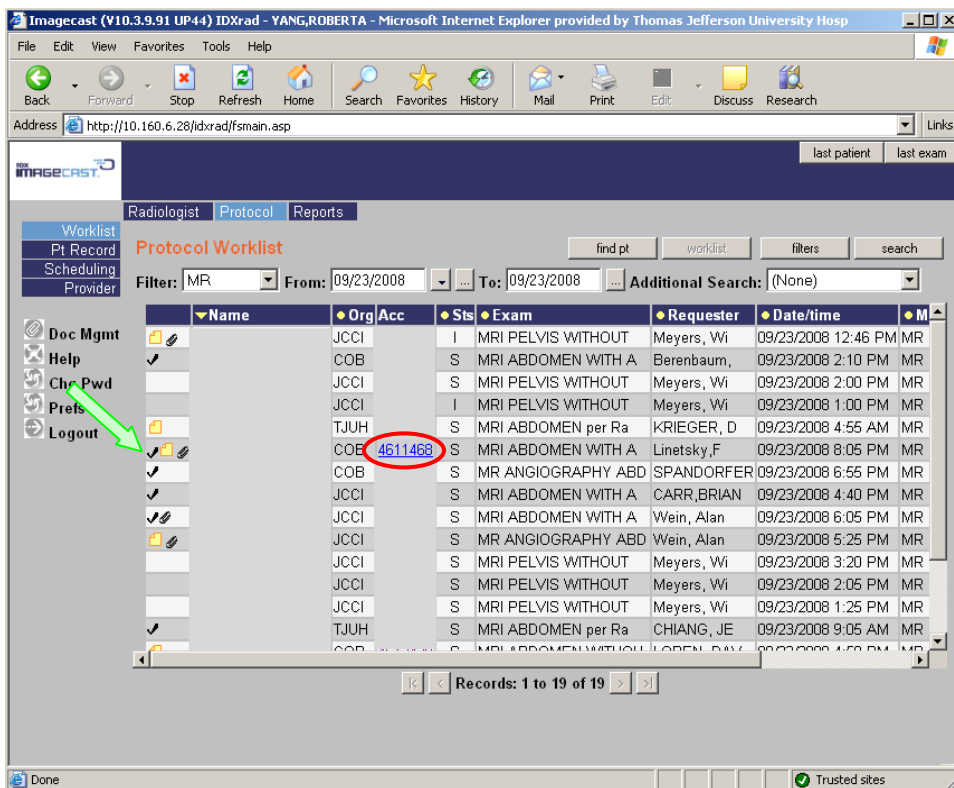 Imagecast (V10.3.9.91 UP44) IDXrad - YANG,ROBERTA - Microsoft Internet Explorer provided by Thomas Jefferson University Hosp
File Edit View Favorites Tools Help
Back Forward Stop Refresh Home Search Favorites History Mail Print Edit Discuss Research
Address http://10.160.6.28/idxrad/fsmain.asp Links
IDX IMAGECAST. last patient last exam
Radiologist Protocol Reports
Worklist
Pt Record
Scheduling
Provider
Doc Mgmt
Help
Chg Pwd
Prefs
Logout
Protocol Worklist find pt worklist filters search
Filter: MR From: 09/23/2008 ... To: 09/23/2008 ... Additional Search: (None)
Name Org Acc Sts Exam Requester Date/time M
JCCI I MRI PELVIS WITHOUT Meyers, Wi 09/23/2008 12:46 PM MR
COB S MRI ABDOMEN WITH A Berenbaum, 09/23/2008 2:10 PM MR
JCCI S MRI PELVIS WITHOUT Meyers, Wi 09/23/2008 2:00 PM MR
JCCI I MRI PELVIS WITHOUT Meyers, Wi 09/23/2008 1:00 PM MR
TJUH S MRI ABDOMEN per Ra KRIEGER, D 09/23/2008 4:55 AM MR
COB 4611468 S MRI ABDOMEN WITH A Linetsky,F 09/23/2008 8:05 PM MR
COB S MR ANGIOGRAPHY ABD SPANDORFER 09/23/2008 6:55 PM MR
JCCI S MRI ABDOMEN WITH A CARR,BRIAN 09/23/2008 4:40 PM MR
JCCI S MRI ABDOMEN WITH A Wein, Alan 09/23/2008 6:05 PM MR
JCCI S MR ANGIOGRAPHY ABD Wein, Alan 09/23/2008 5:25 PM MR
JCCI S MRI PELVIS WITHOUT Meyers, Wi 09/23/2008 3:20 PM MR
JCCI S MRI PELVIS WITHOUT Meyers, Wi 09/23/2008 2:05 PM MR
JCCI S MRI PELVIS WITHOUT Meyers, Wi 09/23/2008 1:25 PM MR
TJUH S MRI ABDOMEN per Ra CHIANG, JE 09/23/2008 9:05 AM MR
Records: 1 to 19 of 19
Done Trusted sites